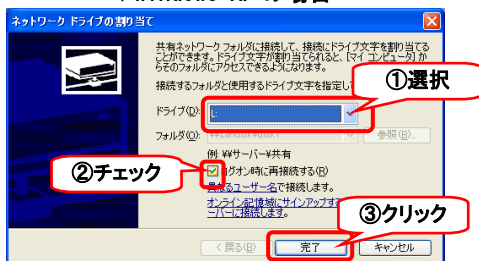 ネットワーク ドライブの割り当て
共有ネットワーク フォルダに接続して、接続にドライブ文字を割り当てる
ことができます。ドライブ文字が割り当てられると、[マイ コンピュータ] か
らそのフォルダにアクセスできるようになります。
接続するフォルダと使用するドライブ文字を指定し
①選択
ドライブ(D):
フォルダ(O):
¥¥landisk¥disk1
参照(B)...
例: ¥¥サーバー¥共有
②チェック
グオン時に再接続する(R)
異なるユーザー名で接続します。
オンライン記憶域にサインアップする
ーバーに接続します。
③クリック
< 戻る(B)
完了
キャンセル